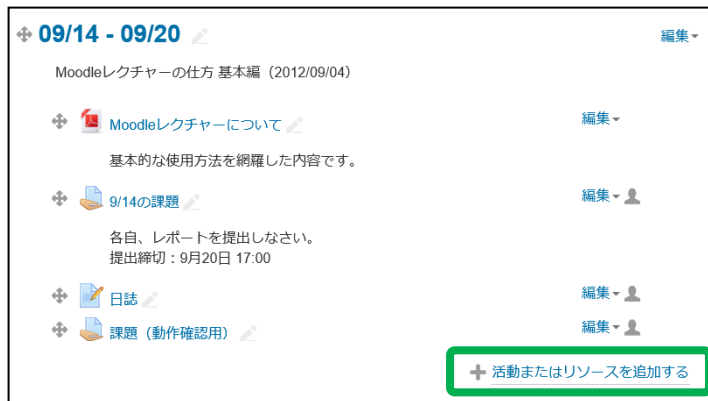 09/14 - 09/20 編集
Moodleレクチャーの仕方 基本編（2012/09/04）
Moodleレクチャーについて 編集
基本的な使用方法を網羅した内容です。
9/14の課題 編集
各自、レポートを提出しなさい。
提出締切：9月20日 17:00
日誌 編集
課題（動作確認用） 編集
活動またはリソースを追加する